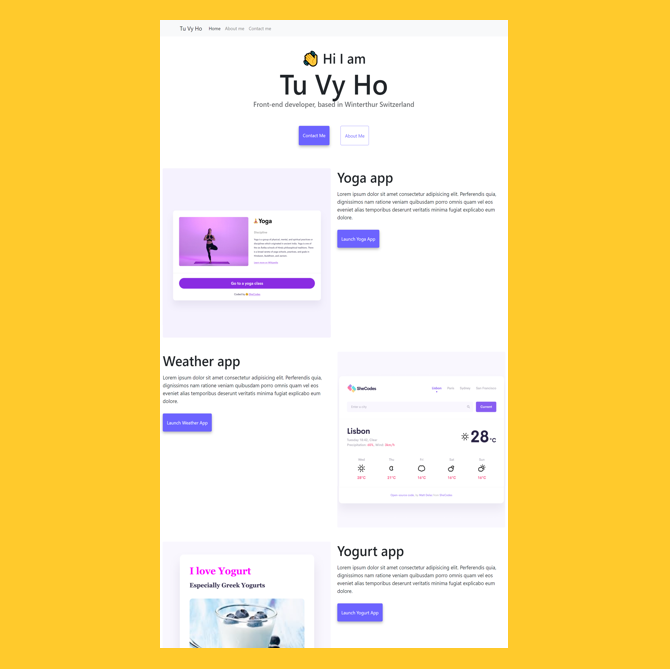 Tu Vy Ho Home About me Contact me
👋 Hi I am
Tu Vy Ho
Front-end developer, based in Winterthur Switzerland
Contact Me About Me
Yoga app
Lorem ipsum dolor sit amet consectetur adipisicing elit. Perferendis quia,
dignissimos nam ratione veniam quibusdam porro omnis quam vel eos
eveniet alias temporibus deserunt veritatis minima fugiat explicabo eum
dolore.
Launch Yoga App
Yoga
Go to a yoga class
Weather app
Lorem ipsum dolor sit amet consectetur adipisicing elit. Perferendis quia,
dignissimos nam ratione veniam quibusdam porro omnis quam vel eos
eveniet alias temporibus deserunt veritatis minima fugiat explicabo eum
dolore.
Launch Weather App
SheCodes Lisbon Paris Sydney San Francisco
Lisbon
28°C
Yogurt app
Lorem ipsum dolor sit amet consectetur adipisicing elit. Perferendis quia,
dignissimos nam ratione veniam quibusdam porro omnis quam vel eos
eveniet alias temporibus deserunt veritatis minima fugiat explicabo eum
dolore.
Launch Yogurt App
I love Yogurt
Especially Greek Yogurts